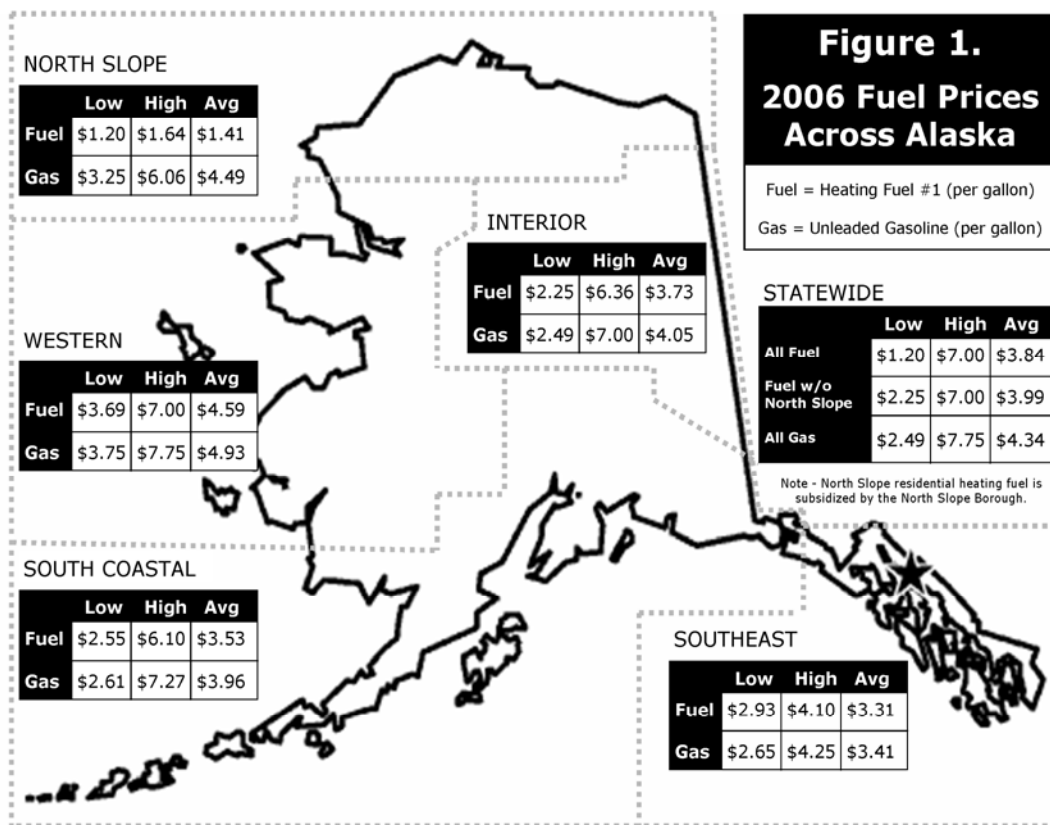 Figure 1.
2006 Fuel Prices
Across Alaska
Fuel = Heating Fuel #1 (per gallon)
Gas = Unleaded Gasoline (per gallon)
NORTH SLOPE
Low High Avg
Fuel $1.20 $1.64 $1.41
Gas $3.25 $6.06 $4.49
INTERIOR
Low High Avg
Fuel $2.25 $6.36 $3.73
Gas $2.49 $7.00 $4.05
STATEWIDE
Low High Avg
All Fuel $1.20 $7.00 $3.84
Fuel w/o
North Slope $2.25 $7.00 $3.99
All Gas $2.49 $7.75 $4.34
Note - North Slope residential heating fuel is
subsidized by the North Slope Borough.
WESTERN
Low High Avg
Fuel $3.69 $7.00 $4.59
Gas $3.75 $7.75 $4.93
SOUTH COASTAL
Low High Avg
Fuel $2.55 $6.10 $3.53
Gas $2.61 $7.27 $3.96
SOUTHEAST
Low High Avg
Fuel $2.93 $4.10 $3.31
Gas $2.65 $4.25 $3.41